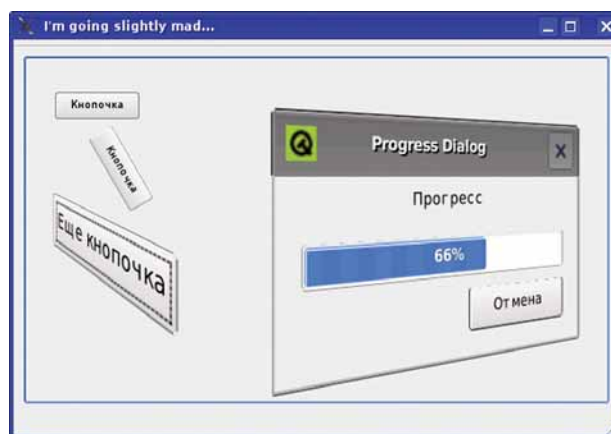 I'm going slightly mad...
Кнопочка
Кнопочка
Еще кнопочка
Progress Dialog
Прогресс
66%
Отмена